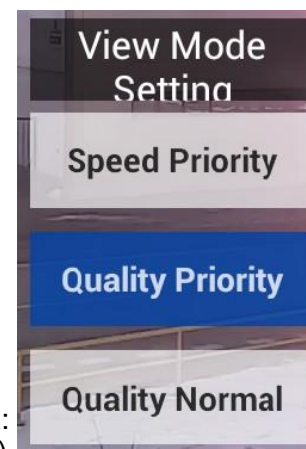 View Mode
Setting
Speed Priority
Quality Priority
Quality Normal
:
)